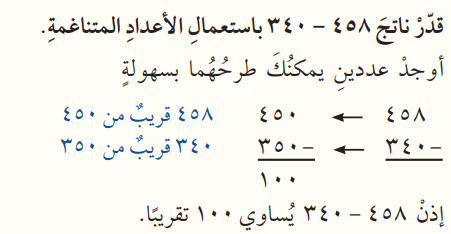 قدّرْ ناتجَ ٤٥٨ – ٣٤٠ باستعمالِ الأعدادِ المتناغمةِ.
أوجدْ عددينِ يمكنُكَ طرحُهُما بسهولةٍ
٤٥٨ ← ٤٥٠ ٤٥٨ قريبٌ من ٤٥٠
–٣٤٠ ← –٣٥٠ ٣٤٠ قريبٌ من ٣٥٠
١٠٠
إذنْ ٤٥٨ – ٣٤٠ يُساوي ١٠٠ تقريبًا.